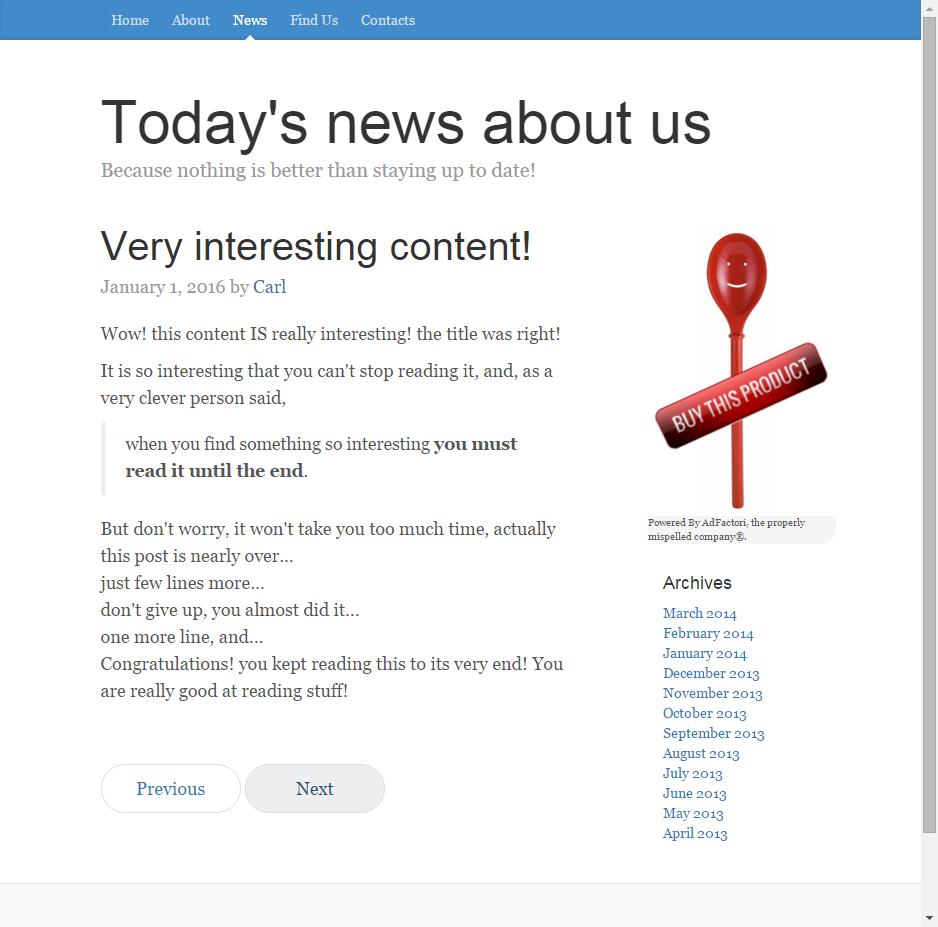 Home About News Find Us Contacts
Today's news about us
Because nothing is better than staying up to date!
Very interesting content!
January 1, 2016 by Carl
Wow! this content IS really interesting! the title was right!
It is so interesting that you can't stop reading it, and, as a
very clever person said,
when you find something so interesting you must
read it until the end.
But don't worry, it won't take you too much time, actually
this post is nearly over...
just few lines more...
don't give up, you almost did it...
one more line, and...
Congratulations! you kept reading this to its very end! You
are really good at reading stuff!
Previous Next
BUY THIS PRODUCT
Powered By AdFactori, the properly
mispelled company®.
Archives
March 2014
February 2014
January 2014
December 2013
November 2013
October 2013
September 2013
August 2013
July 2013
June 2013
May 2013
April 2013